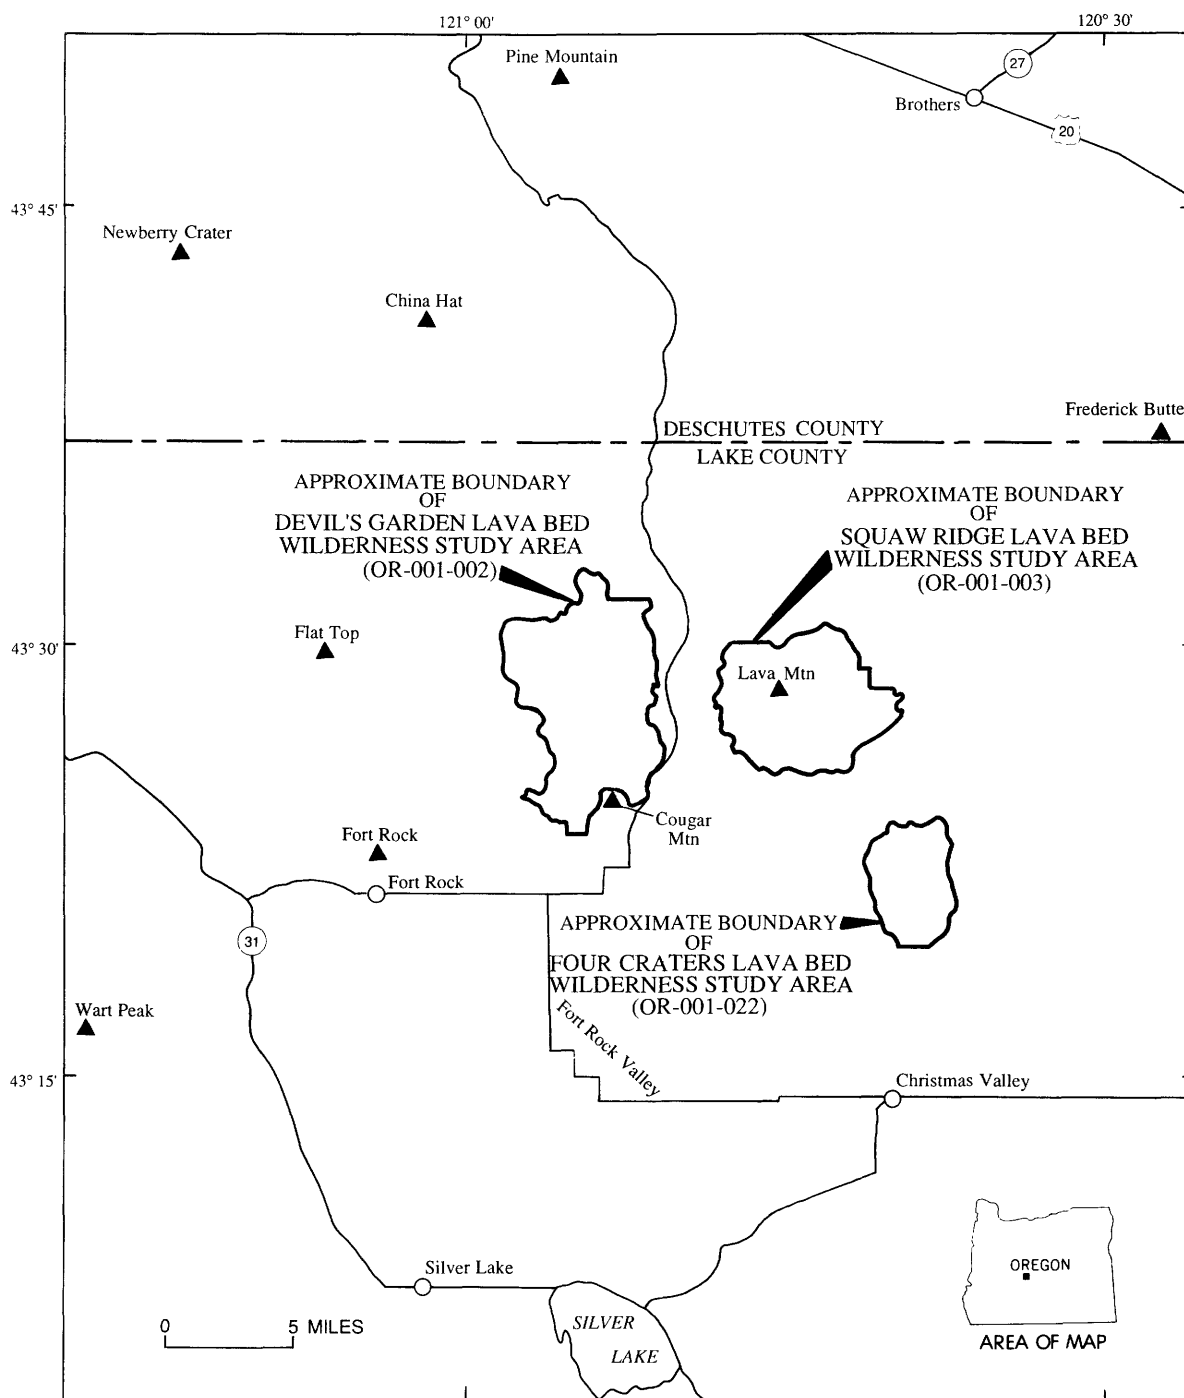 121° 00'
120° 30'
Pine Mountain
27
Brothers
20
43° 45'
Newberry Crater
China Hat
Frederick Butte
DESCHUTES COUNTY
LAKE COUNTY
APPROXIMATE BOUNDARY
OF
DEVIL'S GARDEN LAVA BED
WILDERNESS STUDY AREA
(OR-001-002)
APPROXIMATE BOUNDARY
OF
SQUAW RIDGE LAVA BED
WILDERNESS STUDY AREA
(OR-001-003)
43° 30'
Flat Top
Lava Mtn
Cougar
Mtn
Fort Rock
Fort Rock
31
APPROXIMATE BOUNDARY
OF
FOUR CRATERS LAVA BED
WILDERNESS STUDY AREA
(OR-001-022)
Wart Peak
Fort Rock Valley
43° 15'
Christmas Valley
Silver Lake
SILVER
LAKE
0 5 MILES
OREGON
AREA OF MAP